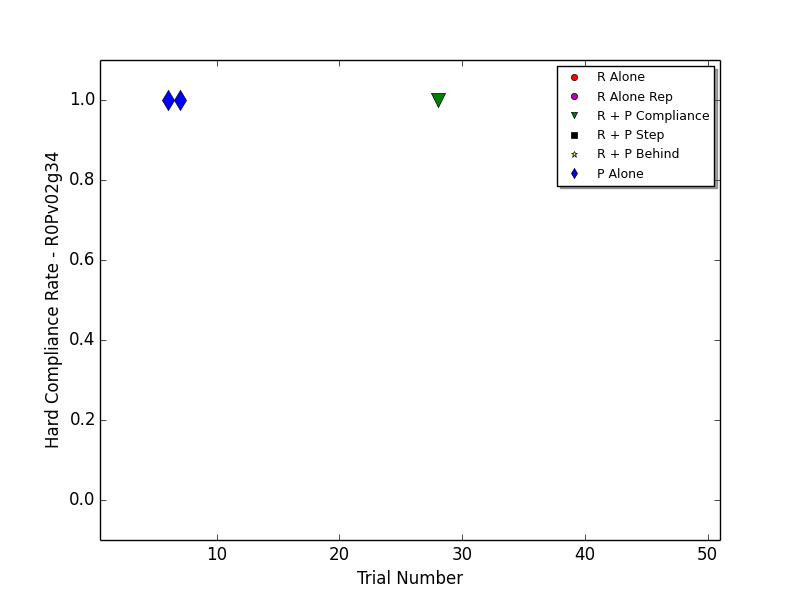 1.0
0.8
0.6
0.4
0.2
0.0
Hard Compliance Rate - R0Pv02g34
R Alone
R Alone Rep
R + P Compliance
R + P Step
R + P Behind
P Alone
10 20 30 40 50
Trial Number